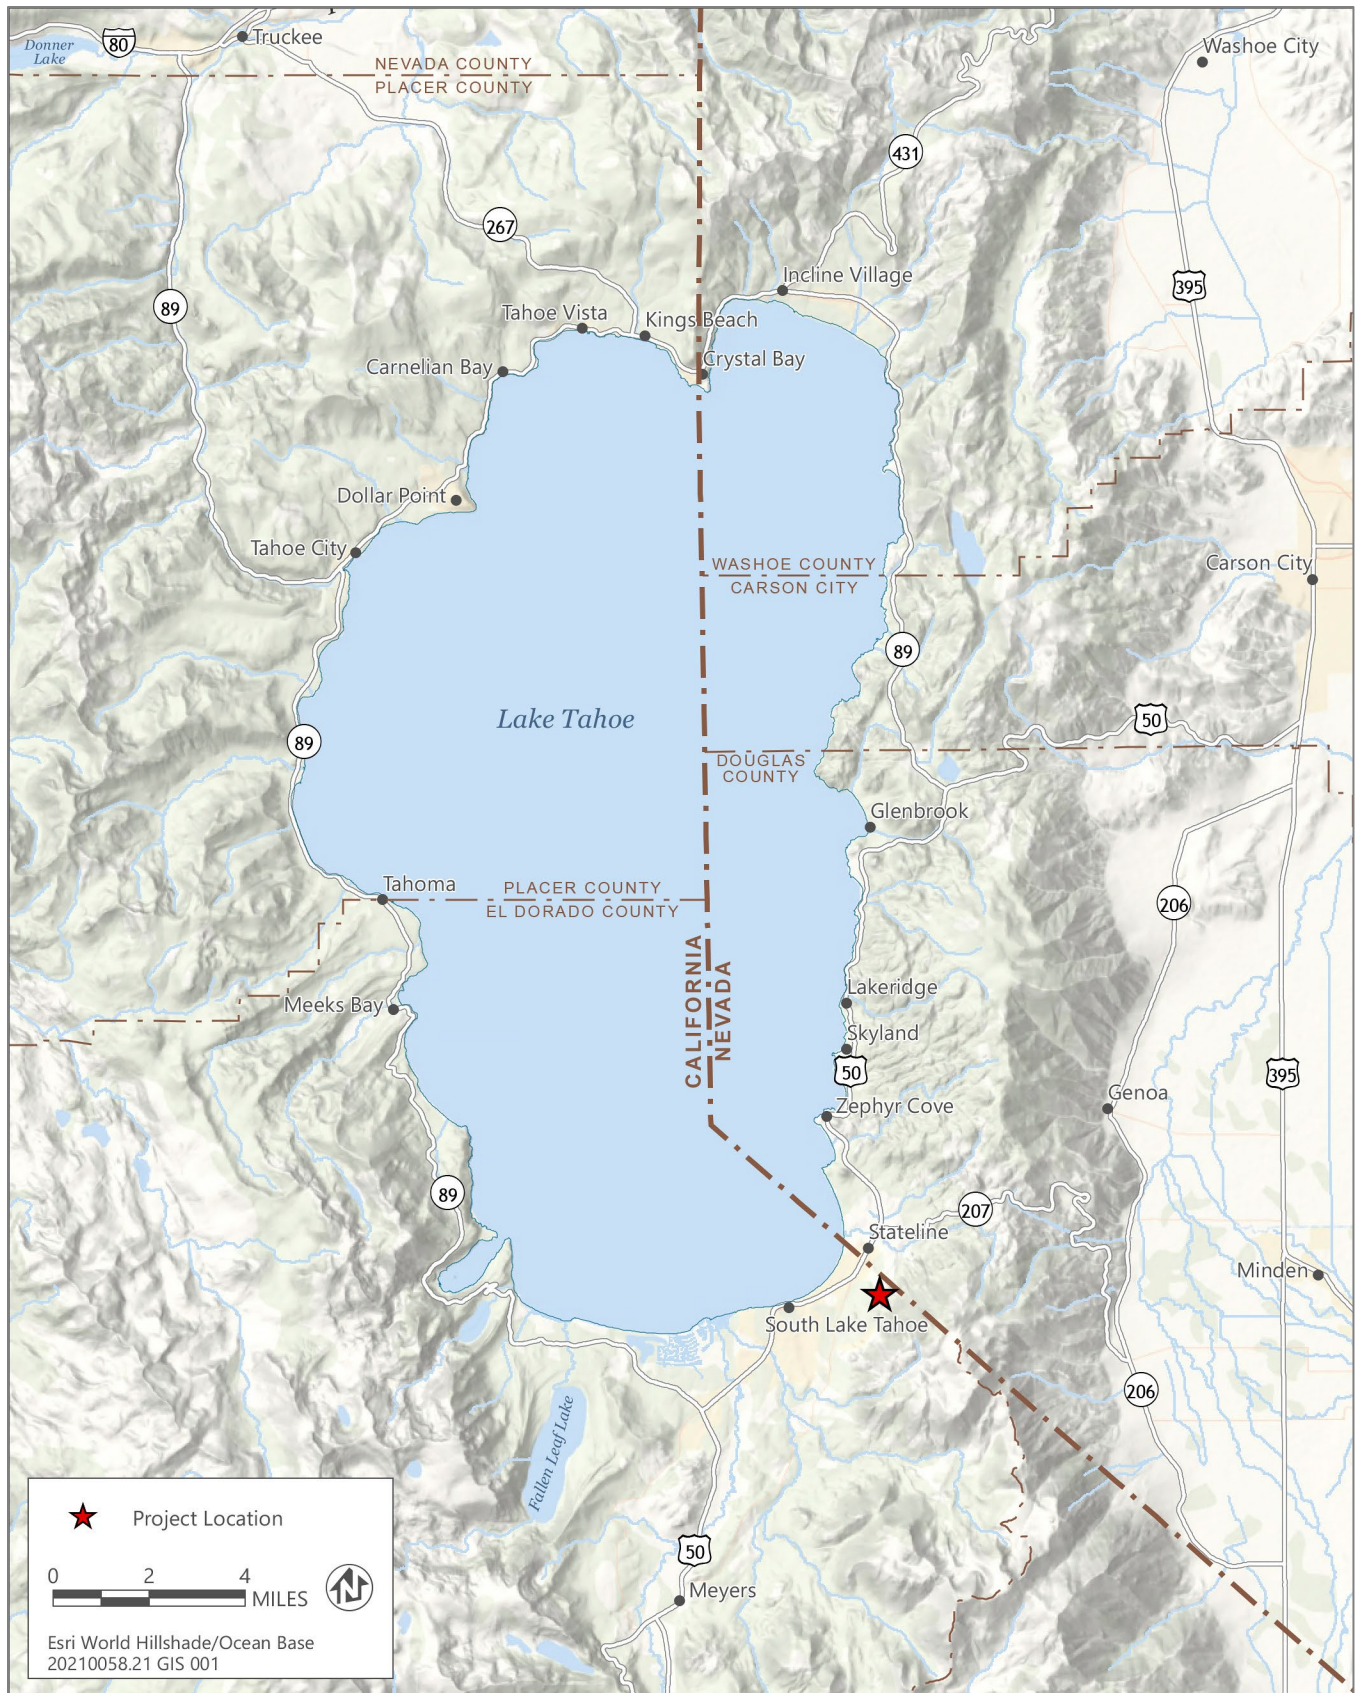 Donner
Lake
80
Truckee
NEVADA COUNTY
PLACER COUNTY
Washoe City
431
267
89
395
Incline Village
Tahoe Vista
Kings Beach
Carnelian Bay
Crystal Bay
Dollar Point
Tahoe City
WASHOE COUNTY
CARSON CITY
Carson City
89
Lake Tahoe
89
50
DOUGLAS
COUNTY
Glenbrook
Tahoma
PLACER COUNTY
EL DORADO COUNTY
206
CALIFORNIA
NEVADA
Lakeridge
Meeks Bay
Skyland
50
395
Genoa
Zephyr Cove
89
207
Stateline
Minden
South Lake Tahoe
206
Fallen Leaf Lake
50
Meyers
Project Location
0 2 4
MILES
N
Esri World Hillshade/Ocean Base
20210058.21 GIS 001